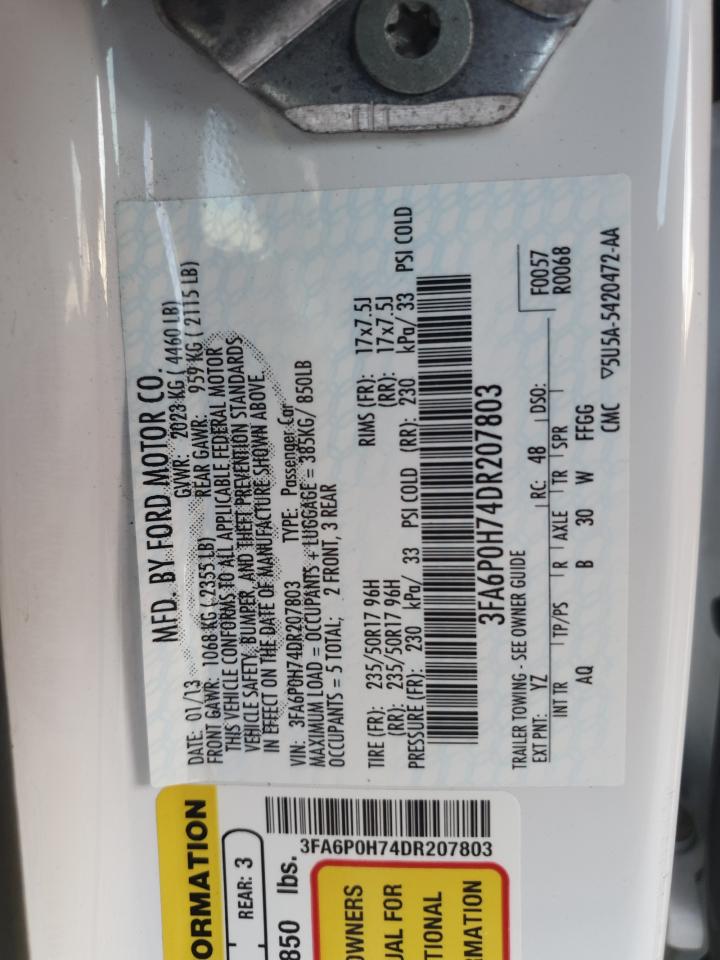 MFD. BY FORD MOTOR CO.
DATE: 01/13 GVWR: 2023 KG ( 4460 LB)
FRONT GAWR: 1068 KG ( 2355 LB) REAR GAWR: 959 KG ( 2115 LB)
THIS VEHICLE CONFORMS TO ALL APPLICABLE FEDERAL MOTOR
VEHICLE SAFETY, BUMPER, AND THEFT PREVENTION STANDARDS
IN EFFECT ON THE DATE OF MANUFACTURE SHOWN ABOVE
VIN: 3FA6P0H74DR207803 TYPE: Passenger Car
MAXIMUM LOAD = OCCUPANTS + LUGGAGE = 385KG/ 850LB
OCCUPANTS = 5 TOTAL; 2 FRONT, 3 REAR
TIRE (FR): 235/50R17 96H RIMS (FR): 17x7.5J
(RR): 235/50R17 96H (RR): 17x7.5J
PRESSURE (FR): 230 kPa/ 33 PSI COLD (RR): 230 kPa/ 33 PSI COLD
3FA6P0H74DR207803
TRAILER TOWING - SEE OWNER GUIDE
F0057
EXT PNT: YZ RC: 48 DSO: R0068
INT TR TP/PS R AXLE TR SPR
AQ B 30 W FFGG
CMC ▽5U5A-5420472-AA
ORMATION
REAR: 3
850 lbs.
3FA6P0H74DR207803
OWNERS
UAL FOR
TIONAL
RMATION